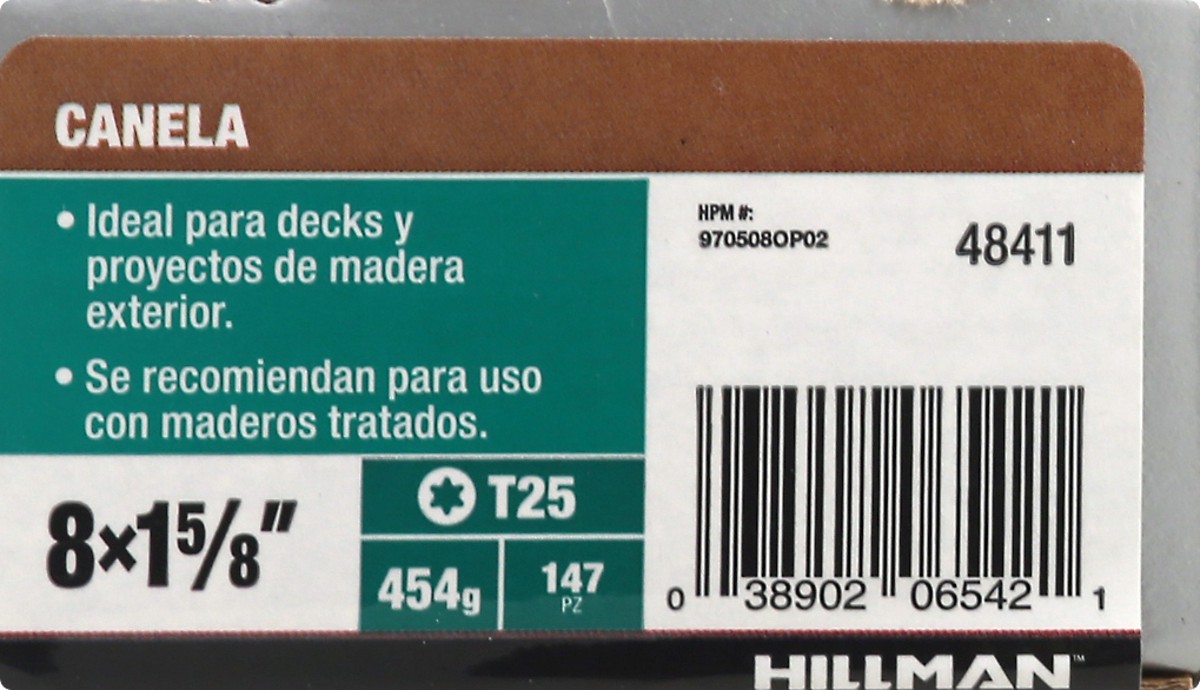 CANELA
• Ideal para decks y
proyectos de madera
exterior.
• Se recomiendan para uso
con maderos tratados.
8×1⅝"
T25
454g
147
PZ
HPM #:
970508OP02
48411
0 38902 06542 1
HILLMAN™